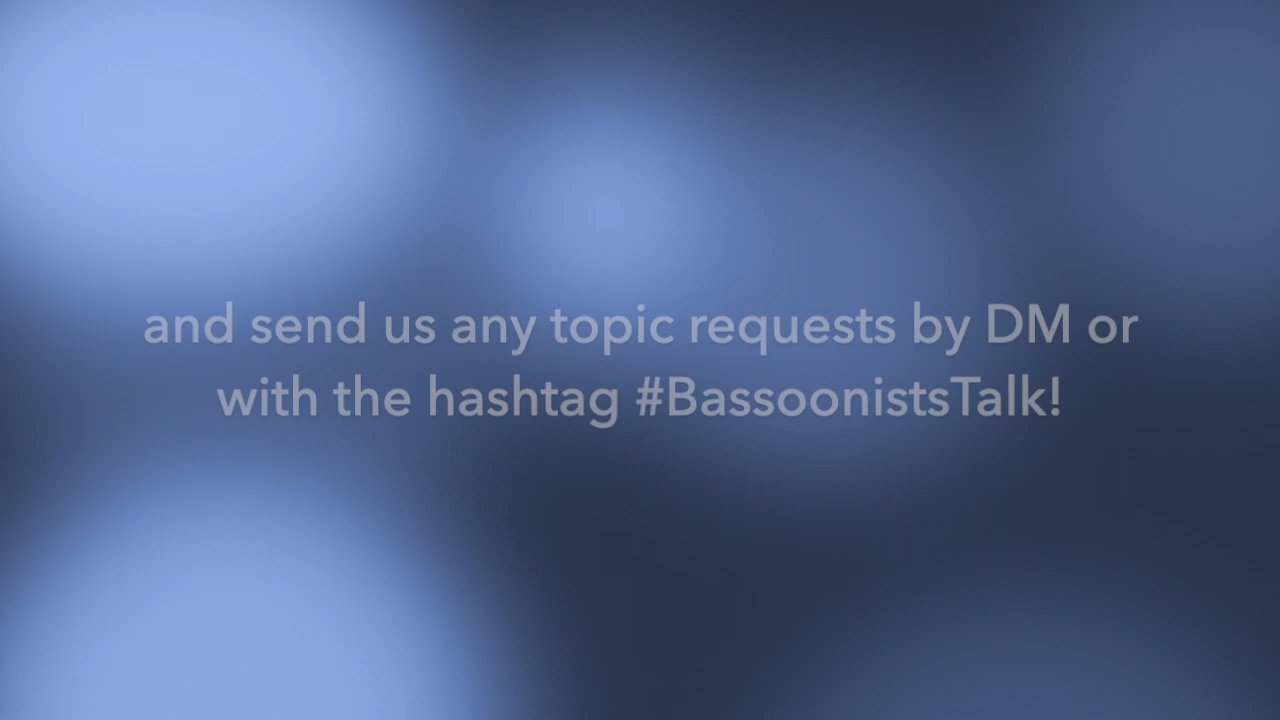 and send us any topic requests by DM or
with the hashtag #BassoonistsTalk!